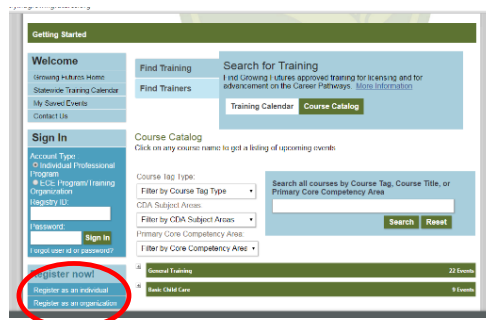 Getting Started
Welcome
Growing Futures Home
Statewide Training Calendar
My Saved Events
Contact Us
Find Training
Find Trainers
Search for Training
Find Growing Futures approved training for licensing and for
advancement on the Career Pathways. More Information
Training Calendar
Course Catalog
Sign In
Account Type
Individual Professional
Program
ECE Program/Training
Organization
Registry ID:
Password:
Sign In
Forgot user id or password?
Register now!
Register as an individual
Register as an organization
Course Catalog
Click on any course name to get a listing of upcoming events
Course Tag Type:
Filter by Course Tag Type
CDA Subject Areas
Filter by CDA Subject Areas
Primary Core Competency Area:
Filter by Core Competency Area
Search all courses by Course Tag, Course Title, or
Primary Core Competency Area
Search
Reset
General Training
22 Events
Basic Child Care
9 Events